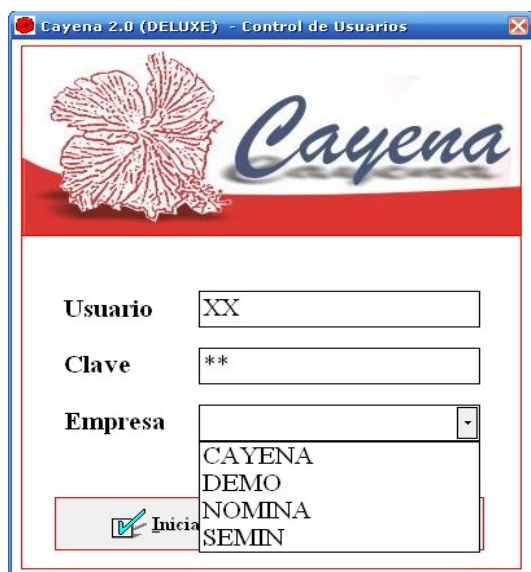 Cayena 2.0 (DELUXE) - Control de Usuarios
Cayena
Usuario XX
Clave **
Empresa
CAYENA
DEMO
NOMINA
SEMIN